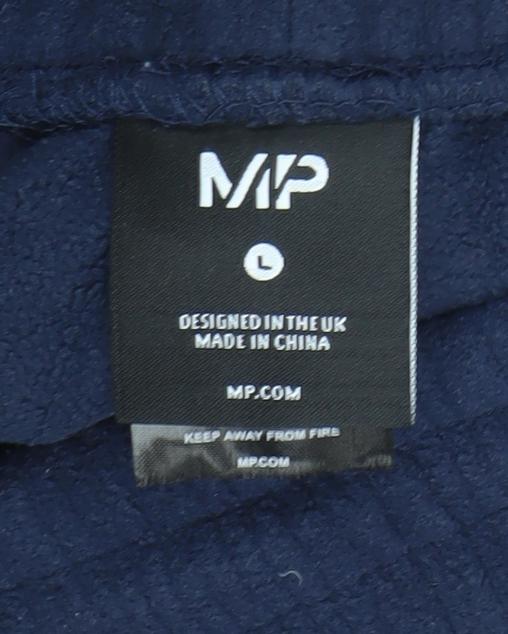 MP
L
DESIGNED IN THE UK
MADE IN CHINA
MP.COM
KEEP AWAY FROM FIRE
MP.COM